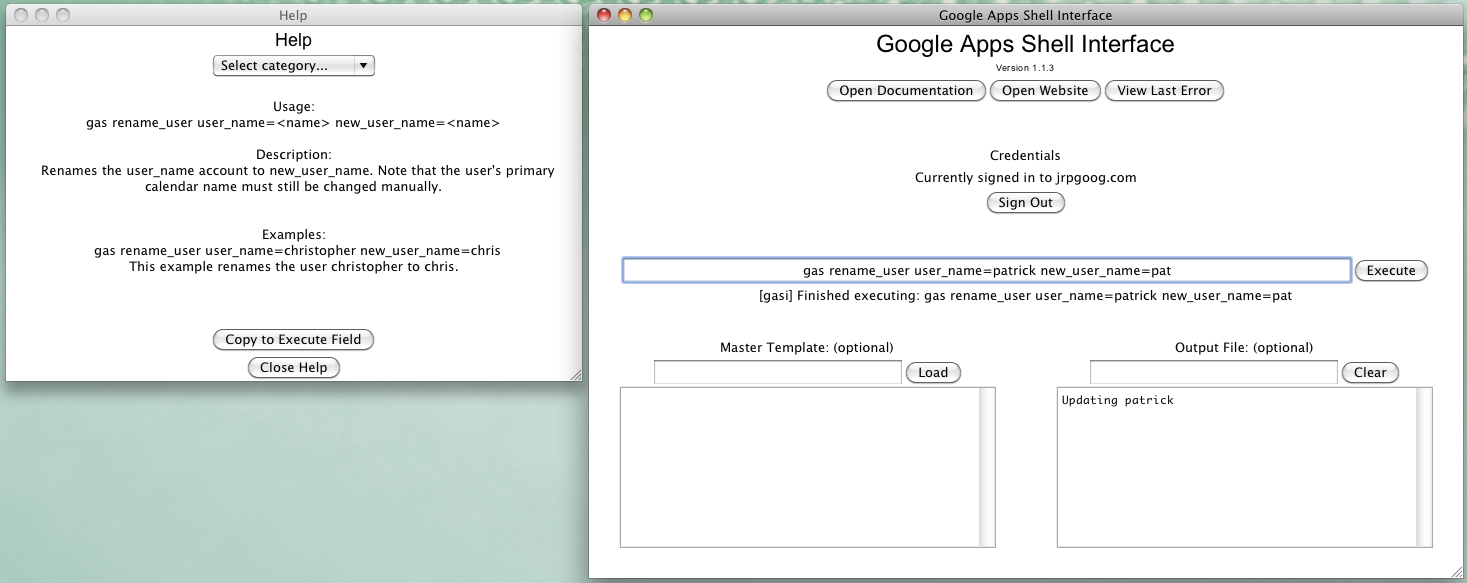 Help
Help
Select category...
Usage:
gas rename_user user_name=<name> new_user_name=<name>
Description:
Renames the user_name account to new_user_name. Note that the user's primary
calendar name must still be changed manually.
Examples:
gas rename_user user_name=christopher new_user_name=chris
This example renames the user christopher to chris.
Copy to Execute Field
Close Help
Google Apps Shell Interface
Google Apps Shell Interface
Version 1.1.3
Open Documentation Open Website View Last Error
Credentials
Currently signed in to jrpgoog.com
Sign Out
gas rename_user user_name=patrick new_user_name=pat Execute
[gasi] Finished executing: gas rename_user user_name=patrick new_user_name=pat
Master Template: (optional)
Load
Output File: (optional)
Clear
Updating patrick